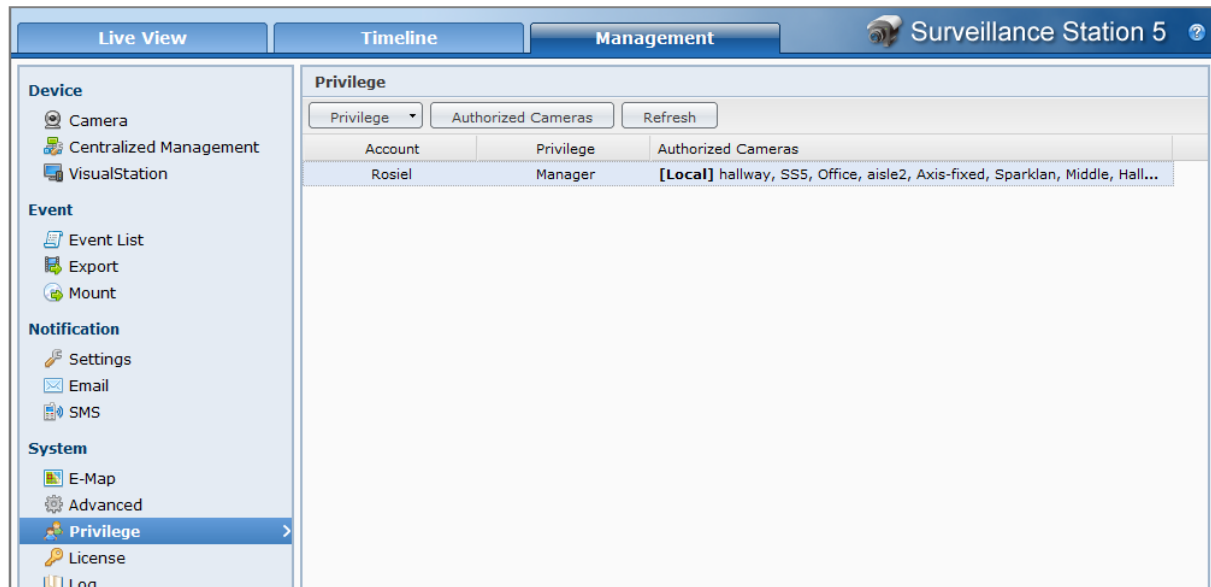 Live View
Timeline
Management
Surveillance Station 5
?
Device
Camera
Centralized Management
VisualStation
Event
Event List
Export
Mount
Notification
Settings
Email
SMS
System
E-Map
Advanced
Privilege
License
Log
Privilege
Privilege
Authorized Cameras
Refresh
Account Privilege Authorized Cameras
Rosiel Manager [Local] hallway, SS5, Office, aisle2, Axis-fixed, Sparklan, Middle, Hall...